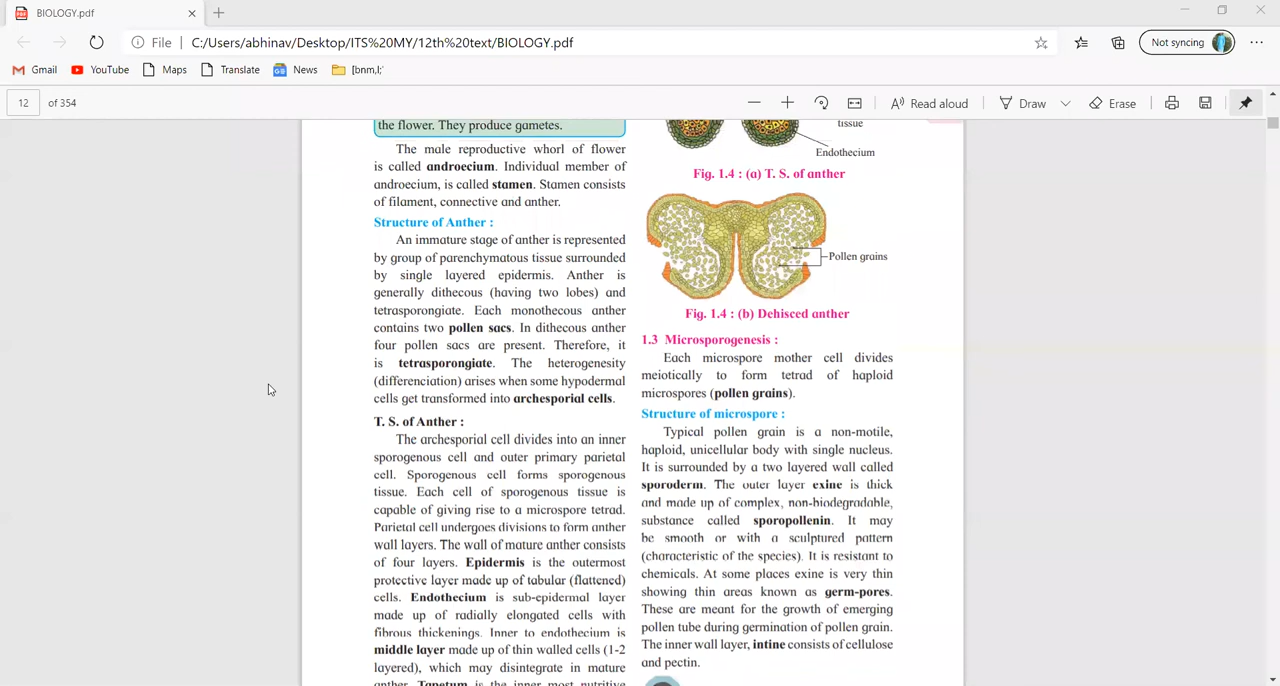 BIOLOGY.pdf
File | C:/Users/abhinav/Desktop/ITS%20MY/12th%20text/BIOLOGY.pdf
Not syncing
Gmail YouTube Maps Translate News [bnm,l;'
12 of 354
Read aloud Draw Erase
the flower. They produce gametes.
The male reproductive whorl of flower
is called androecium. Individual member of
androecium, is called stamen. Stamen consists
of filament, connective and anther.
Structure of Anther :
An immature stage of anther is represented
by group of parenchymatous tissue surrounded
by single layered epidermis. Anther is
generally dithecous (having two lobes) and
tetrasporangiate. Each monothecous anther
contains two pollen sacs. In dithecous anther
four pollen sacs are present. Therefore, it
is tetrasporongiate. The heterogenesity
(differenciation) arises when some hypodermal
cells get transformed into archesporial cells.
T. S. of Anther :
The archesporial cell divides into an inner
sporogenous cell and outer primary parietal
cell. Sporogenous cell forms sporogenous
tissue. Each cell of sporogenous tissue is
capable of giving rise to a microspore tetrad.
Parietal cell undergoes divisions to form anther
wall layers. The wall of mature anther consists
of four layers. Epidermis is the outermost
protective layer made up of tabular (flattened)
cells. Endothecium is sub-epidermal layer
made up of radially elongated cells with
fibrous thickenings. Inner to endothecium is
middle layer made up of thin walled cells (1-2
layered), which may disintegrate in mature
anther. Tapetum is the inner most nutritive
tissue
Endothecium
Fig. 1.4 : (a) T. S. of anther
Pollen grains
Fig. 1.4 : (b) Dehisced anther
1.3 Microsporogenesis :
Each microspore mother cell divides
meiotically to form tetrad of haploid
microspores (pollen grains).
Structure of microspore :
Typical pollen grain is a non-motile,
haploid, unicellular body with single nucleus.
It is surrounded by a two layered wall called
sporoderm. The outer layer exine is thick
and made up of complex, non-biodegradable,
substance called sporopollenin. It may
be smooth or with a sculptured pattern
(characteristic of the species). It is resistant to
chemicals. At some places exine is very thin
showing thin areas known as germ-pores.
These are meant for the growth of emerging
pollen tube during germination of pollen grain.
The inner wall layer, intine consists of cellulose
and pectin.